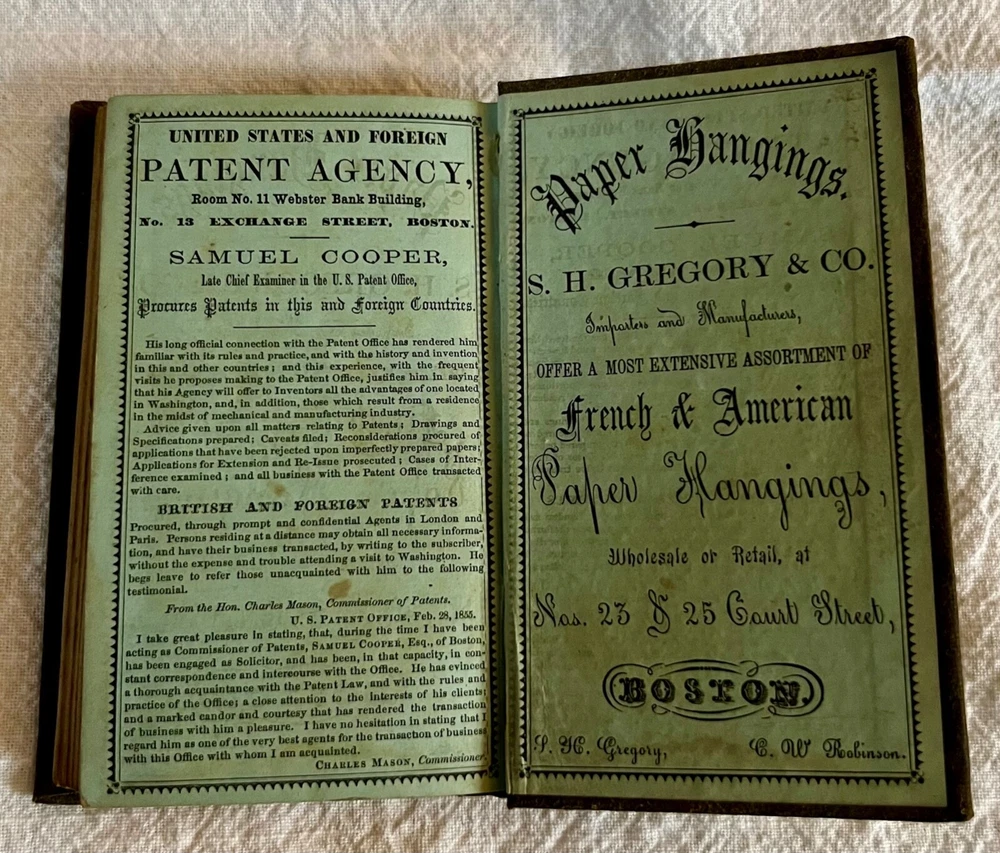 UNITED STATES AND FOREIGN
PATENT AGENCY,
Room No. 11 Webster Bank Building,
No. 13 EXCHANGE STREET, BOSTON.
SAMUEL COOPER,
Late Chief Examiner in the U. S. Patent Office,
Procures Patents in this and Foreign Countries.
His long official connection with the Patent Office has rendered him
familiar with its rules and practice, and with the history and invention
in this and other countries; and this experience, with the frequent
visits he proposes making to the Patent Office, justifies him in saying
that his Agency will offer to Inventors all the advantages of one located
in Washington, and, in addition, those which result from a residence
in the midst of mechanical and manufacturing industry.
Advice given upon all matters relating to Patents; Drawings and
Specifications prepared; Caveats filed; Reconsiderations procured of
applications that have been rejected upon imperfectly prepared papers;
Applications for Extension and Re-Issue prosecuted; Cases of Inter-
ference examined; and all business with the Patent Office transacted
with care.
BRITISH AND FOREIGN PATENTS
Procured, through prompt and confidential Agents in London and
Paris. Persons residing at a distance may obtain all necessary informa-
tion, and have their business transacted, by writing to the subscriber,
without the expense and trouble attending a visit to Washington. He
begs leave to refer those unacquainted with him to the following
testimonial.
From the Hon. Charles Mason, Commissioner of Patents.
U. S. PATENT OFFICE, Feb. 28, 1855.
I take great pleasure in stating, that, during the time I have been
acting as Commissioner of Patents, SAMUEL COOPER, Esq., of Boston,
has been engaged as Solicitor, and has been, in that capacity, in con-
stant correspondence and intercourse with the Office. He has evinced
a thorough acquaintance with the Patent Law, and with the rules and
practice of the Office; a close attention to the interests of his clients;
and a marked candor and courtesy that has rendered the transaction
of business with him a pleasure. I have no hesitation in stating that I
regard him as one of the very best agents for the transaction of business
with this Office with whom I am acquainted.
CHARLES MASON, Commissioner.
Paper Hangings.
S. H. GREGORY & CO.
Importers and Manufacturers,
OFFER A MOST EXTENSIVE ASSORTMENT OF
French & American
Paper Hangings,
Wholesale or Retail, at
Nos. 23 & 25 Court Street,
BOSTON.
S. H. Gregory, C. W Robinson.